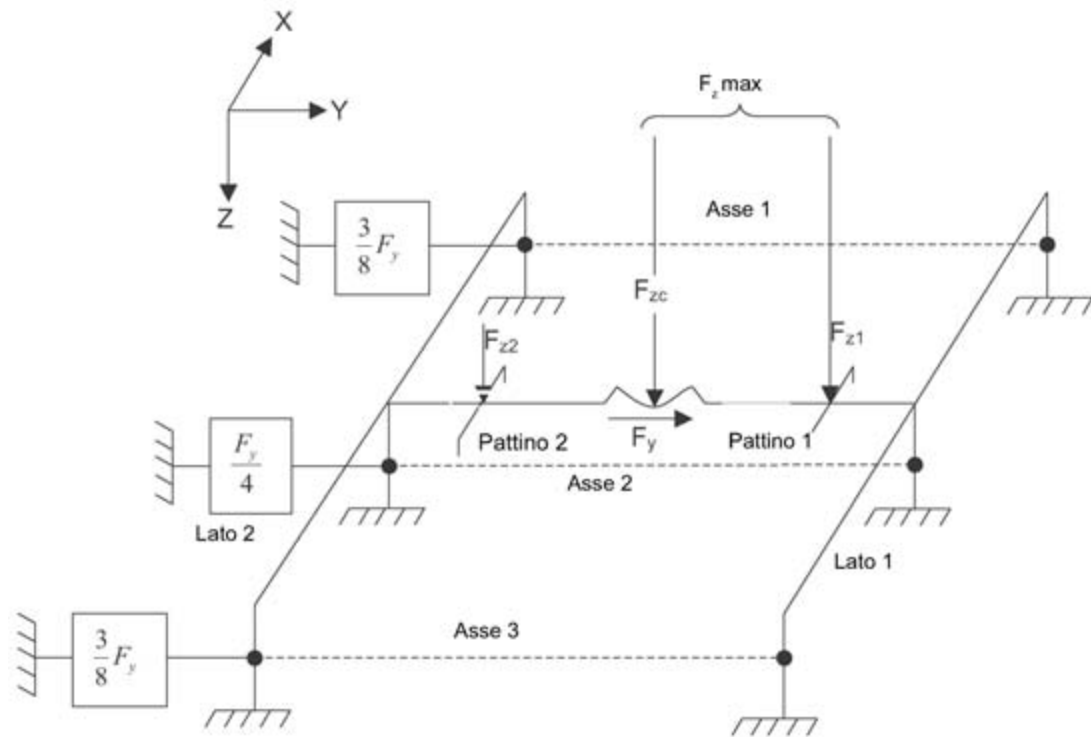 X
Y
Z
F_z max
Asse 1
3/8 F_y
F_zc
F_z2
F_z1
Pattino 2
F_y
Pattino 1
F_y/4
Asse 2
Lato 2
Lato 1
Asse 3
3/8 F_y